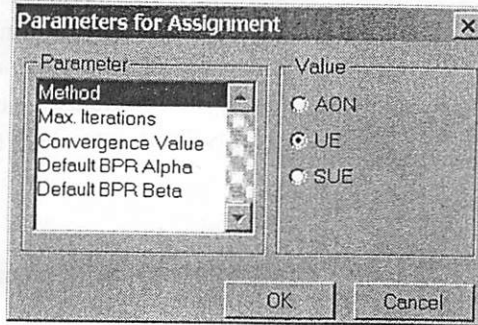 Parameters for Assignment
Parameter
Method
Max. Iterations
Convergence Value
Default BPR Alpha
Default BPR Beta
Value
AON
UE
SUE
OK
Cancel